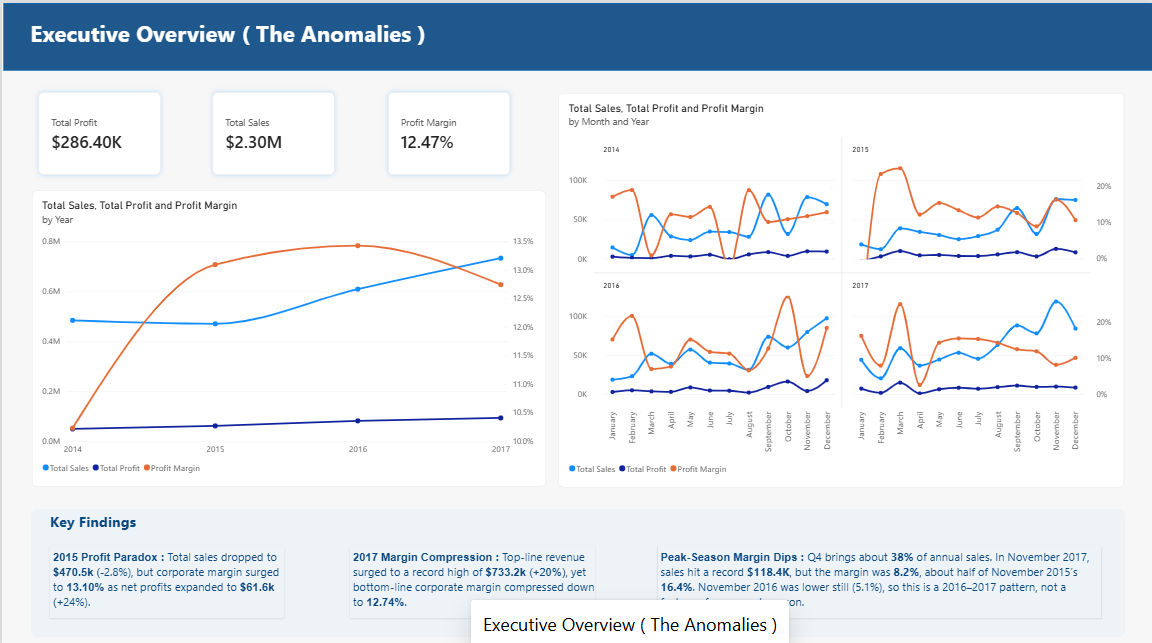 Executive Overview ( The Anomalies )
Total Profit
$286.40K
Total Sales
$2.30M
Profit Margin
12.47%
Total Sales, Total Profit and Profit Margin
by Year
0.8M
0.6M
0.4M
0.2M
0.0M
13.5%
13.0%
12.5%
12.0%
11.5%
11.0%
10.5%
10.0%
2014 2015 2016 2017
Total Sales Total Profit Profit Margin
Total Sales, Total Profit and Profit Margin
by Month and Year
2014 2015
100K
50K
0K
20%
10%
0%
2016 2017
100K
50K
0K
20%
10%
0%
January February March April May June July August September October November December
January February March April May June July August September October November December
Total Sales Total Profit Profit Margin
Key Findings
2015 Profit Paradox : Total sales dropped to
$470.5k (-2.8%), but corporate margin surged
to 13.10% as net profits expanded to $61.6k
(+24%).
2017 Margin Compression : Top-line revenue
surged to a record high of $733.2k (+20%), yet
bottom-line corporate margin compressed down
to 12.74%.
Peak-Season Margin Dips : Q4 brings about 38% of annual sales. In November 2017,
sales hit a record $118.4K, but the margin was 8.2%, about half of November 2015's
16.4%. November 2016 was lower still (5.1%), so this is a 2016–2017 pattern, not a
Executive Overview ( The Anomalies )